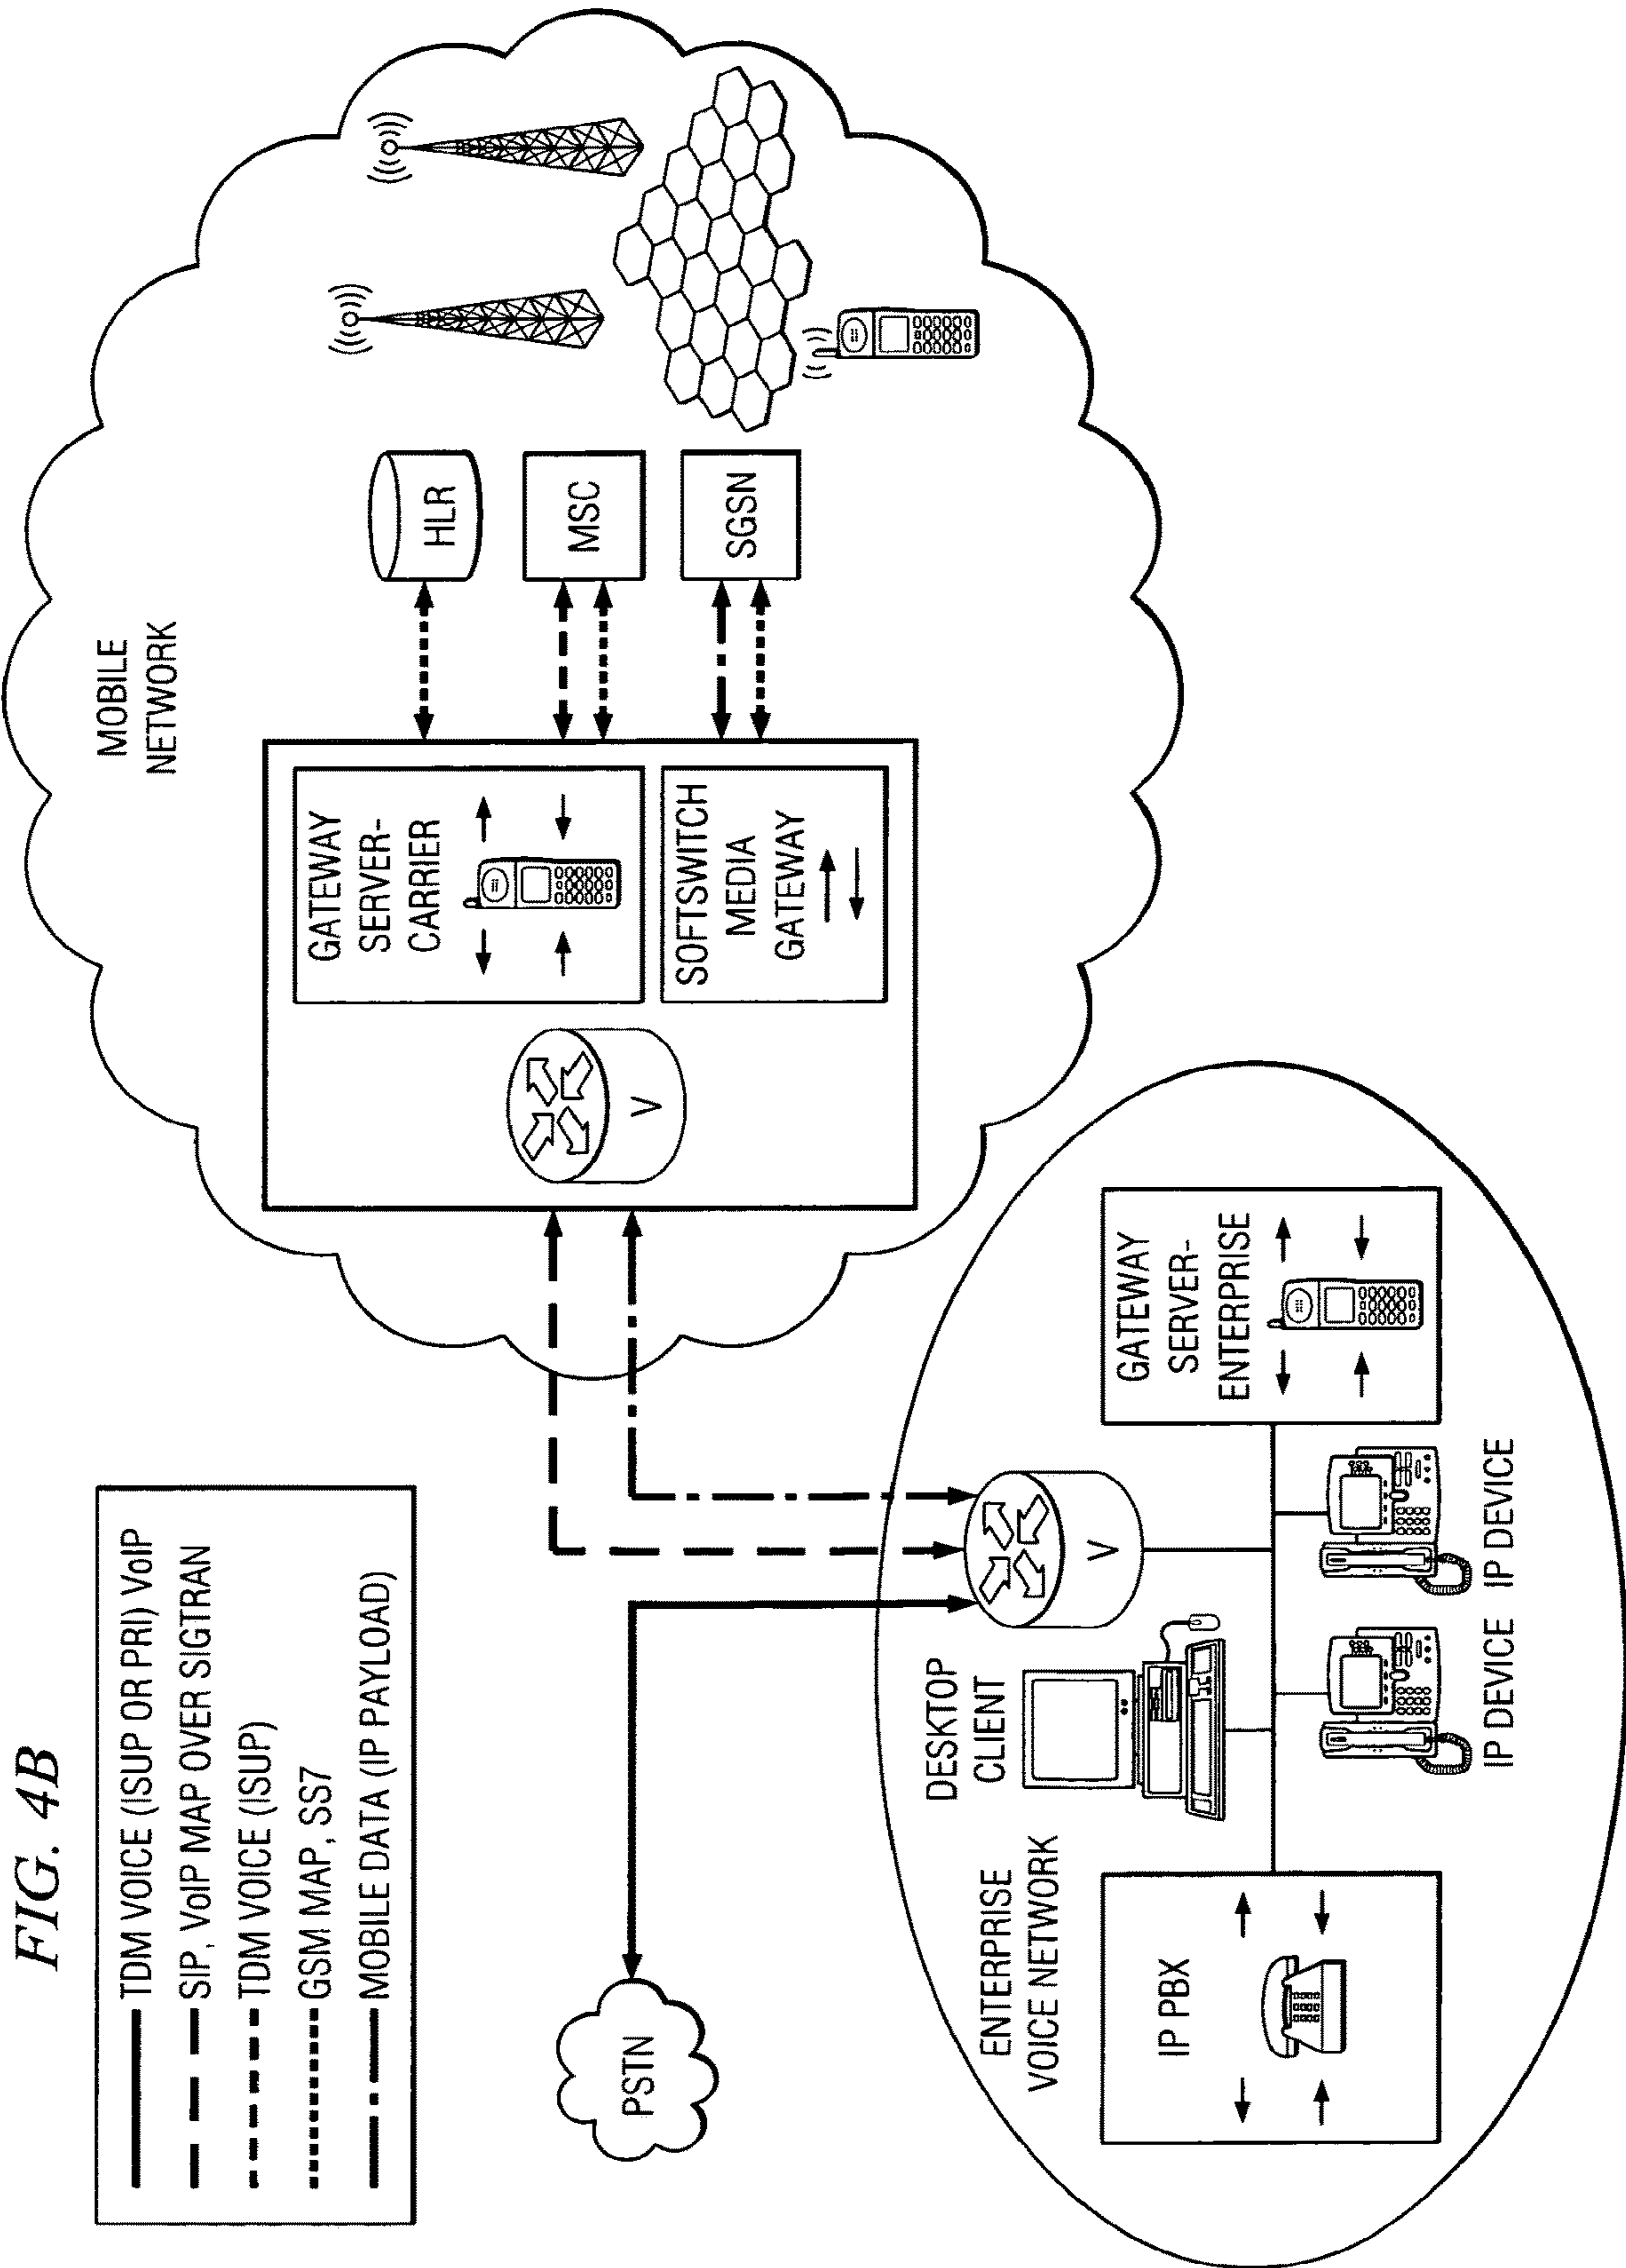 FIG. 4B
TDM VOICE (ISUP OR PRI) VoIP
SIP, VoIP MAP OVER SIGTRAN
TDM VOICE (ISUP)
GSM MAP, SS7
MOBILE DATA (IP PAYLOAD)
MOBILE
NETWORK
GATEWAY
SERVER-
CARRIER
HLR
MSC
SOFTSWITCH
MEDIA
GATEWAY
SGSN
V
PSTN
ENTERPRISE
VOICE NETWORK
DESKTOP
CLIENT
V
IP PBX
GATEWAY
SERVER-
ENTERPRISE
IP DEVICE
IP DEVICE